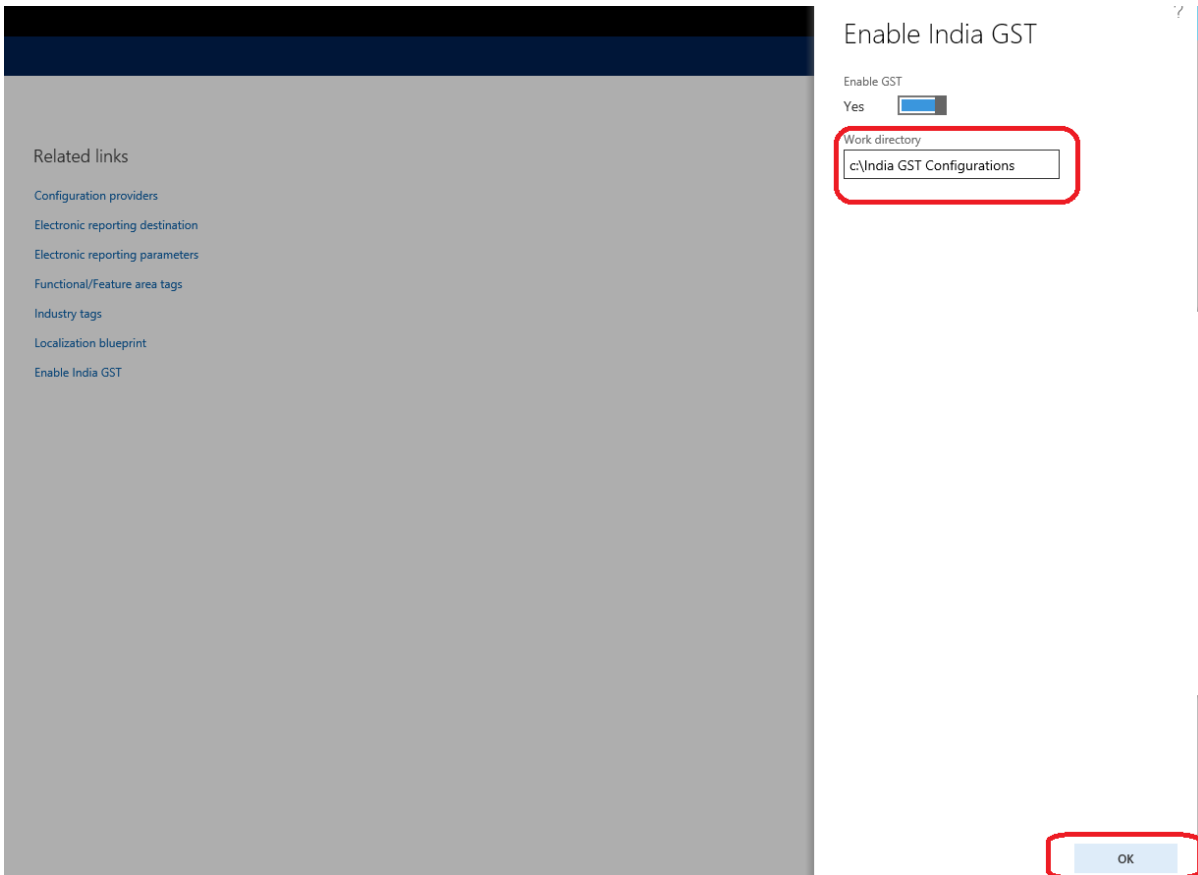 ?
Enable India GST
Enable GST
Yes
Work directory
c:\India GST Configurations
Related links
Configuration providers
Electronic reporting destination
Electronic reporting parameters
Functional/Feature area tags
Industry tags
Localization blueprint
Enable India GST
OK